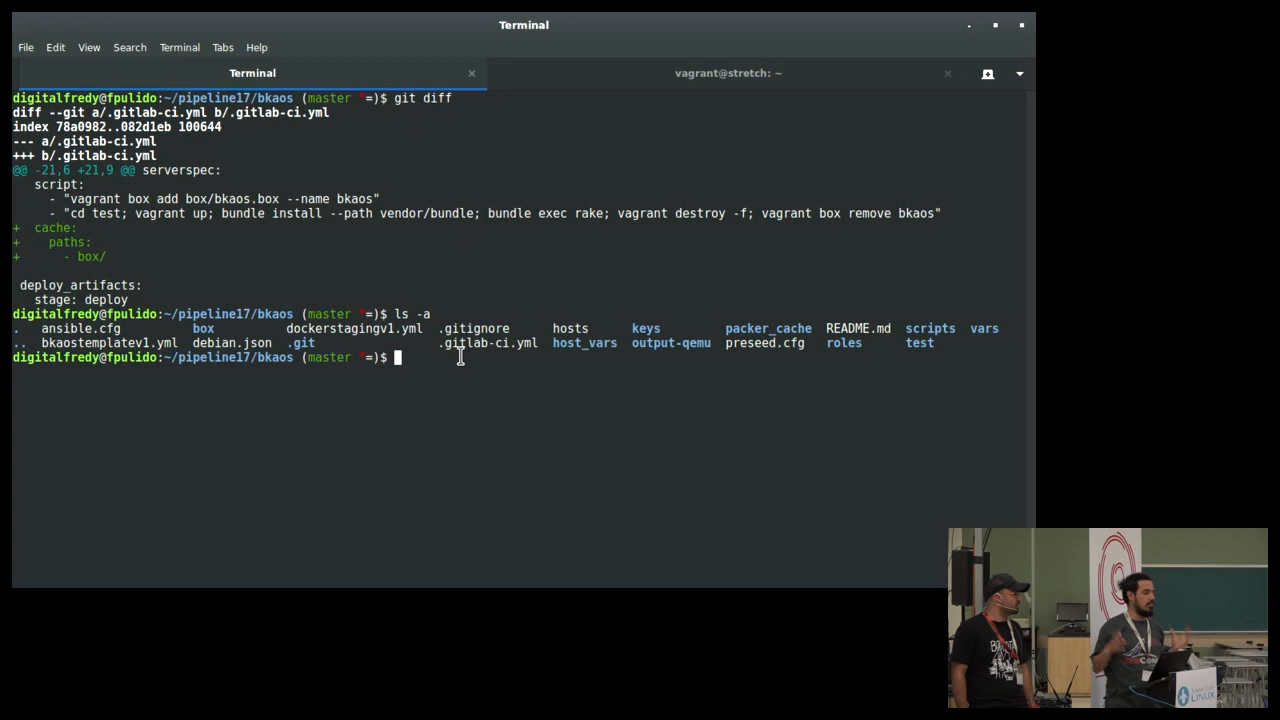 Terminal
File Edit View Search Terminal Tabs Help
Terminal vagrant@stretch: ~
digitalfredy@fpulido:~/pipeline17/bkaos (master *=)$ git diff
diff --git a/.gitlab-ci.yml b/.gitlab-ci.yml
index 78a0982..082d1eb 100644
--- a/.gitlab-ci.yml
+++ b/.gitlab-ci.yml
@@ -21,6 +21,9 @@ serverspec:
   script:
     - "vagrant box add box/bkaos.box --name bkaos"
     - "cd test; vagrant up; bundle install --path vendor/bundle; bundle exec rake; vagrant destroy -f; vagrant box remove bkaos"
+  cache:
+    paths:
+      - box/
 deploy_artifacts:
   stage: deploy
digitalfredy@fpulido:~/pipeline17/bkaos (master *=)$ ls -a
.   ansible.cfg          box          dockerstagingv1.yml  .gitignore      hosts      keys         packer_cache  README.md  scripts  vars
..  bkaostemplatev1.yml  debian.json  .git                 .gitlab-ci.yml  host_vars  output-qemu  preseed.cfg   roles      test
digitalfredy@fpulido:~/pipeline17/bkaos (master *=)$
LINUX